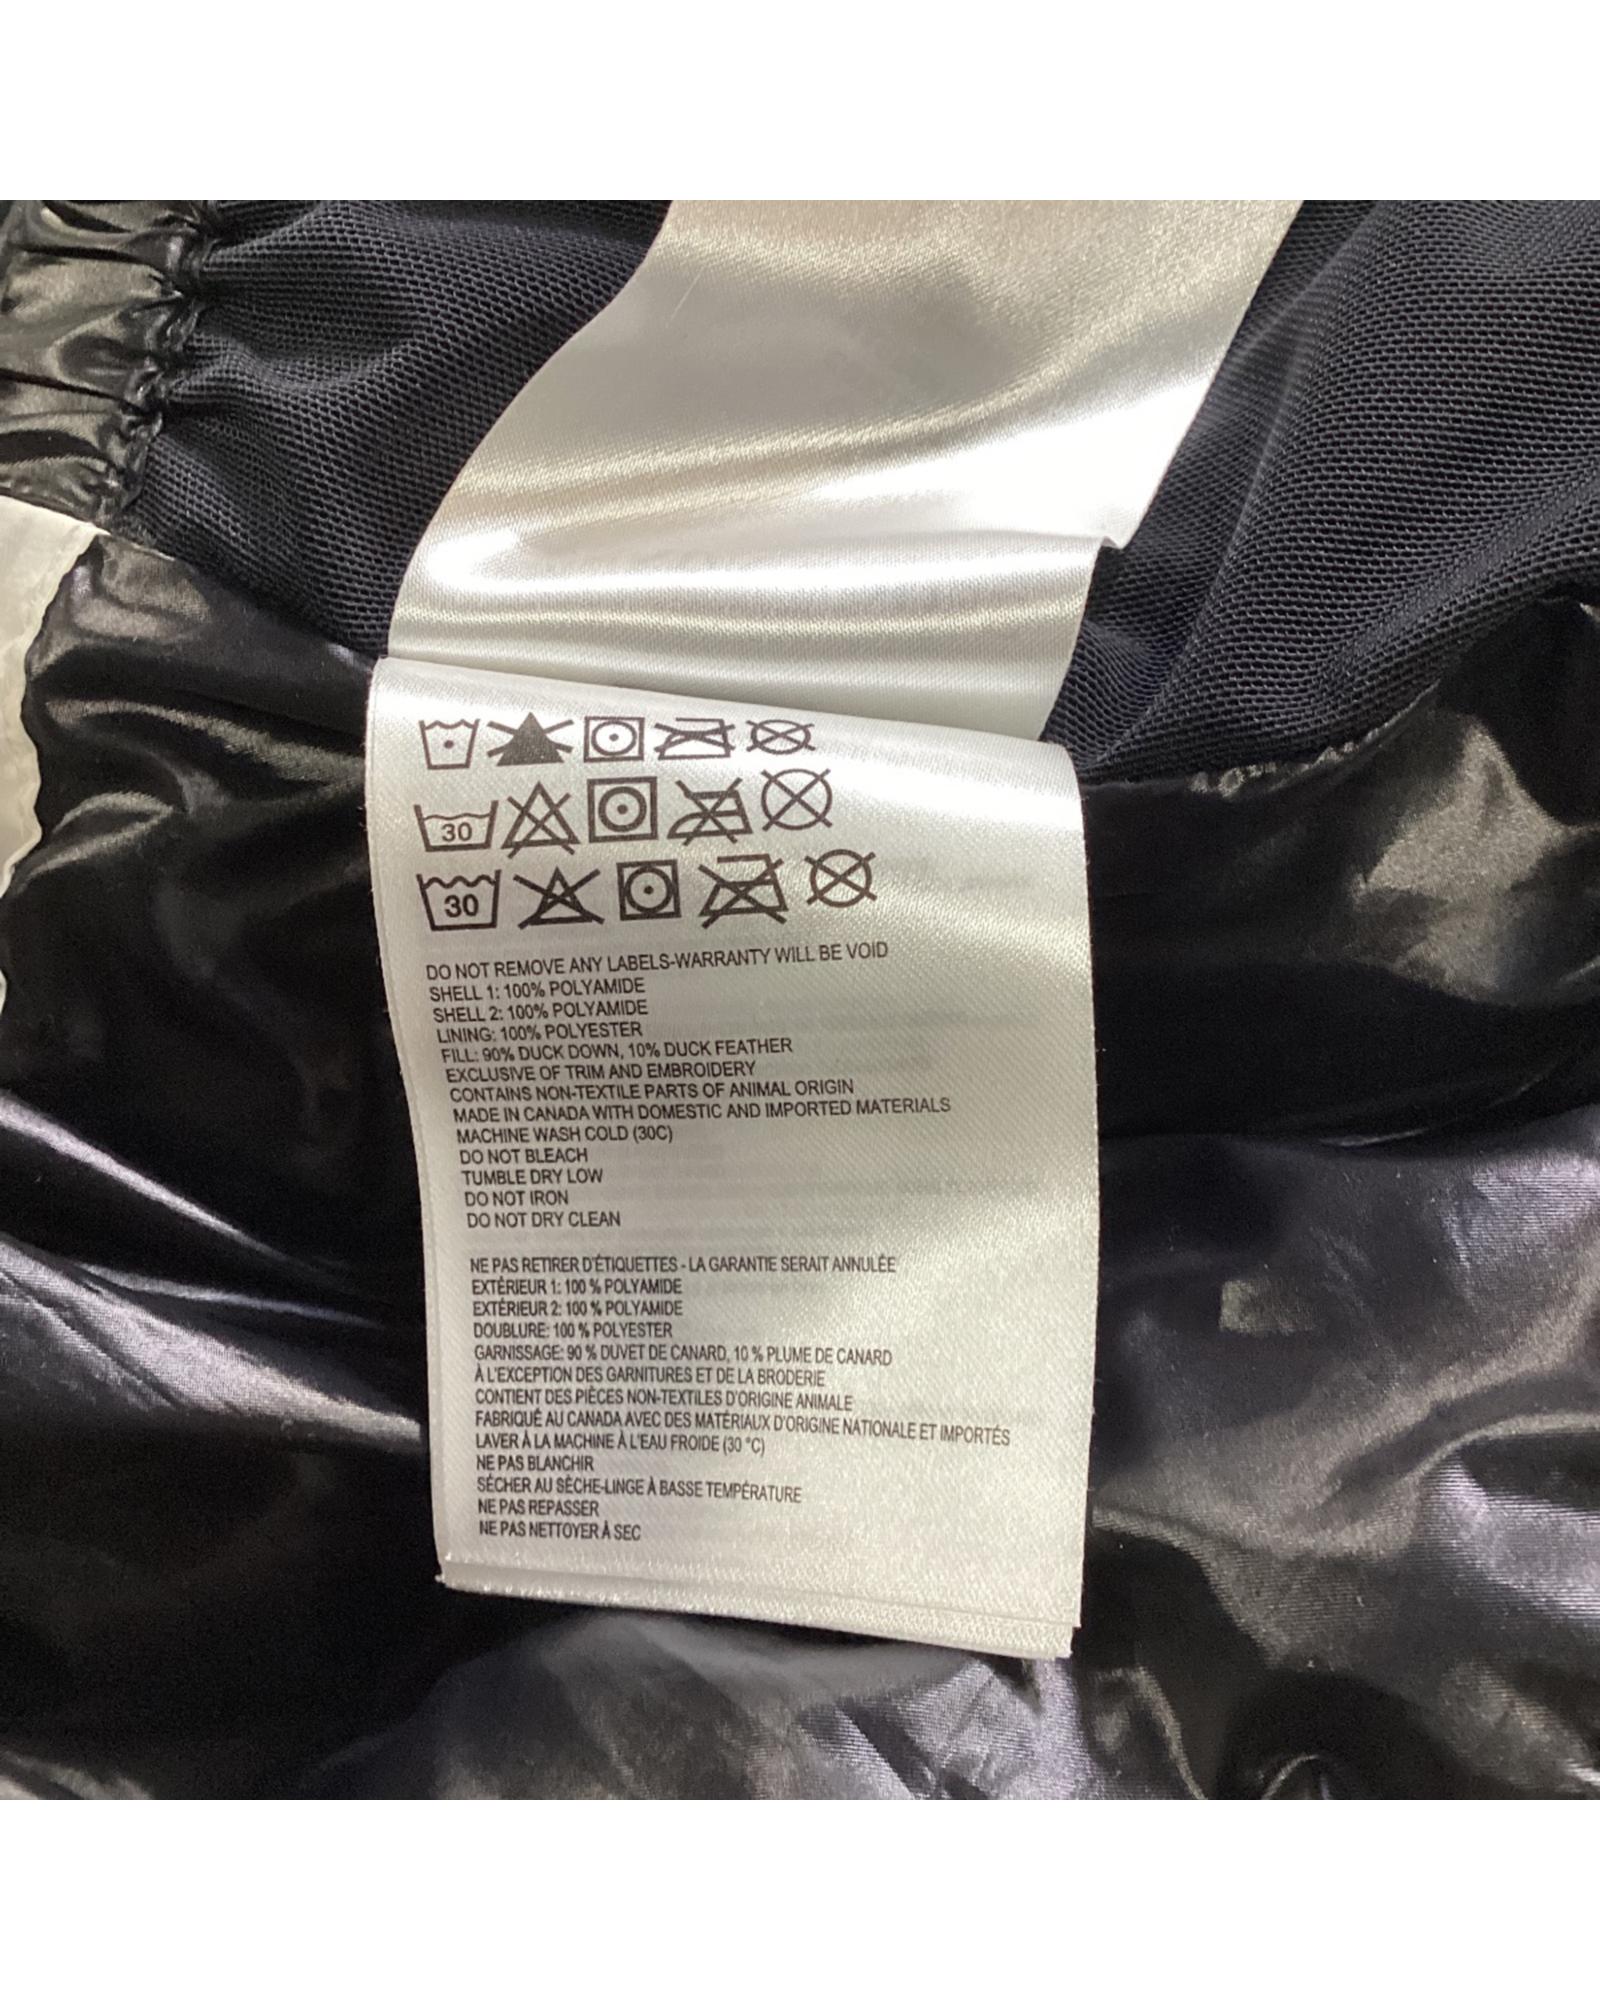 30
30
DO NOT REMOVE ANY LABELS-WARRANTY WILL BE VOID
SHELL 1: 100% POLYAMIDE
SHELL 2: 100% POLYAMIDE
LINING: 100% POLYESTER
FILL: 90% DUCK DOWN, 10% DUCK FEATHER
EXCLUSIVE OF TRIM AND EMBROIDERY
CONTAINS NON-TEXTILE PARTS OF ANIMAL ORIGIN
MADE IN CANADA WITH DOMESTIC AND IMPORTED MATERIALS
MACHINE WASH COLD (30C)
DO NOT BLEACH
TUMBLE DRY LOW
DO NOT IRON
DO NOT DRY CLEAN
NE PAS RETIRER D'ÉTIQUETTES - LA GARANTIE SERAIT ANNULÉE
EXTÉRIEUR 1: 100 % POLYAMIDE
EXTÉRIEUR 2: 100 % POLYAMIDE
DOUBLURE: 100 % POLYESTER
GARNISSAGE: 90 % DUVET DE CANARD, 10 % PLUME DE CANARD
À L'EXCEPTION DES GARNITURES ET DE LA BRODERIE
CONTIENT DES PIÈCES NON-TEXTILES D'ORIGINE ANIMALE
FABRIQUÉ AU CANADA AVEC DES MATÉRIAUX D'ORIGINE NATIONALE ET IMPORTÉS
LAVER À LA MACHINE À L'EAU FROIDE (30 °C)
NE PAS BLANCHIR
SÉCHER AU SÈCHE-LINGE À BASSE TEMPÉRATURE
NE PAS REPASSER
NE PAS NETTOYER À SEC